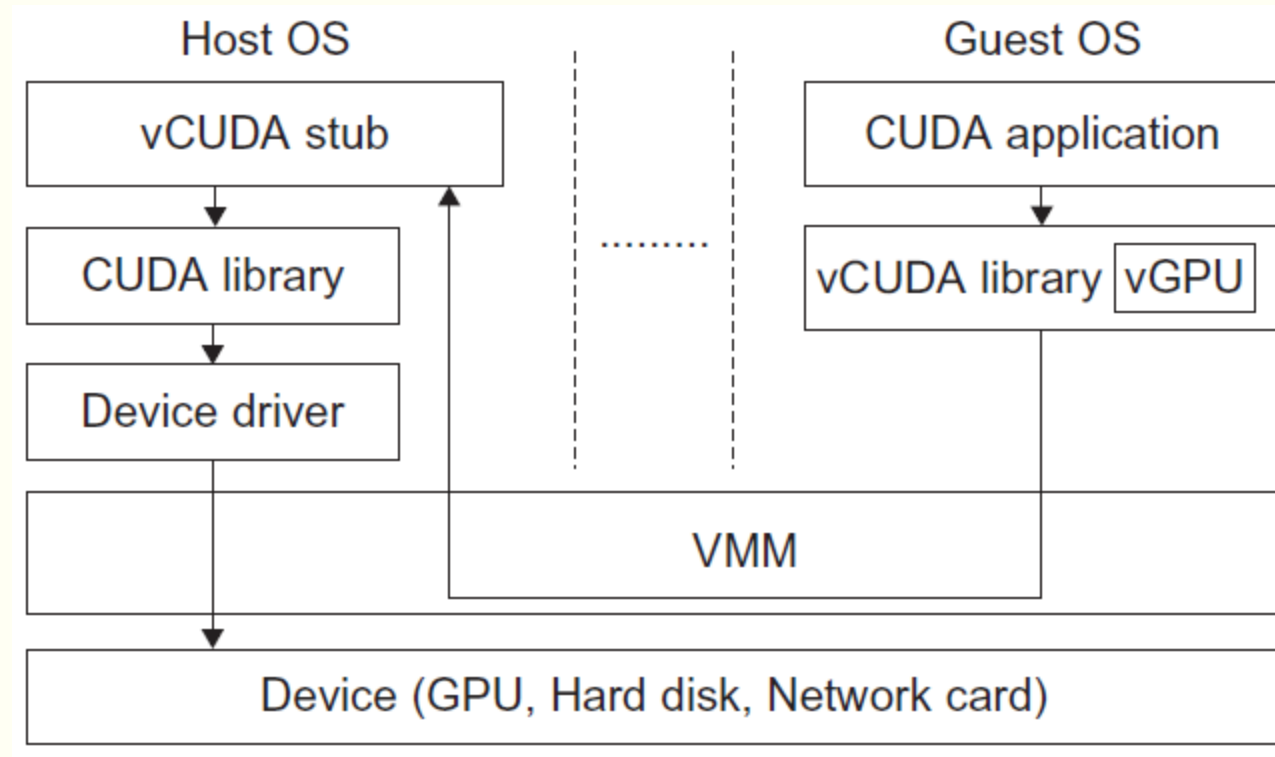 Host OS
Guest OS
vCUDA stub
CUDA application
.........
CUDA library
vCUDA library vGPU
Device driver
VMM
Device (GPU, Hard disk, Network card)